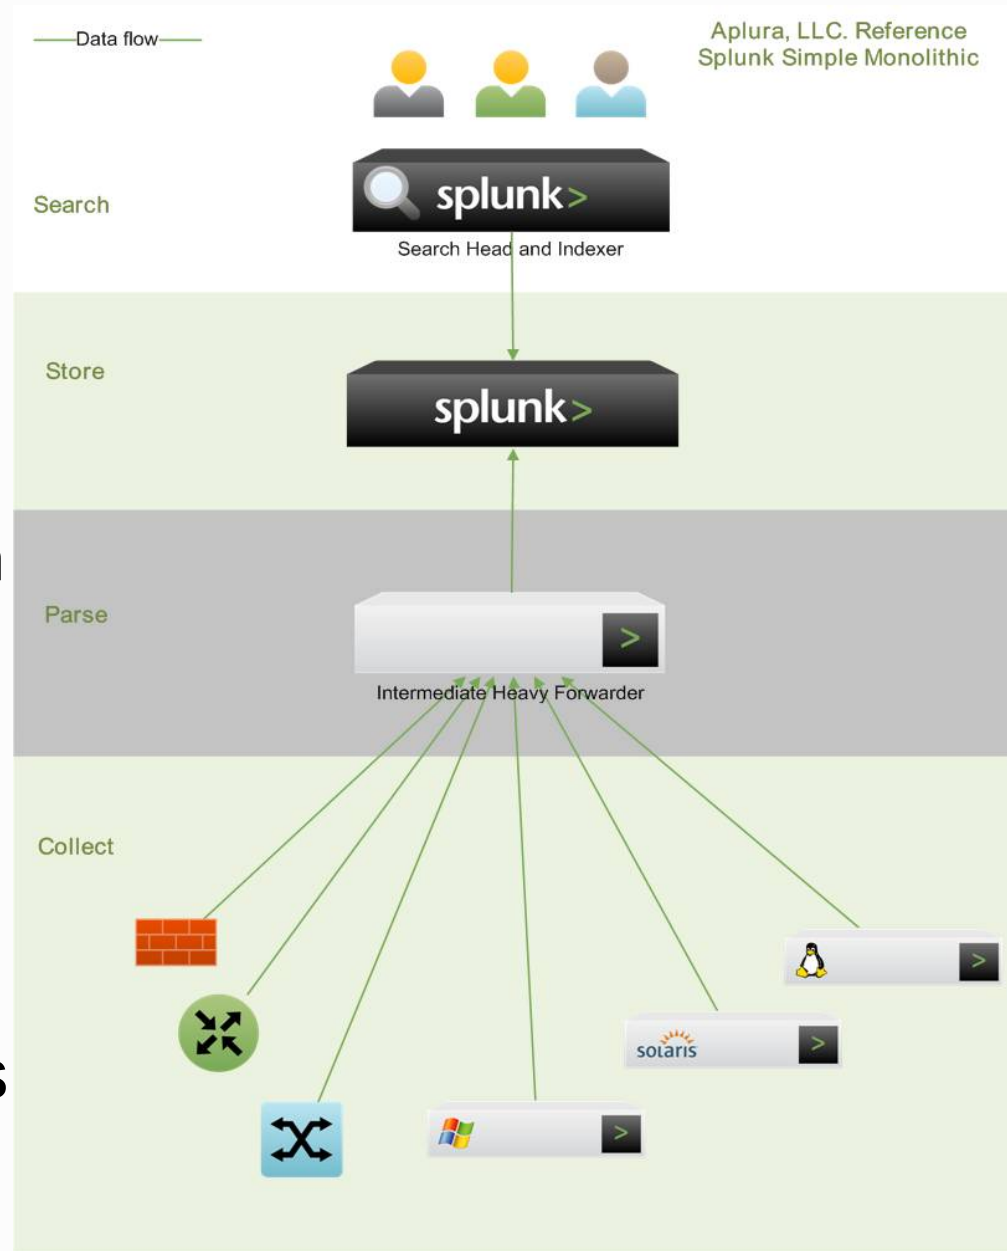 Data flow
Aplura, LLC. Reference
Splunk Simple Monolithic
splunk>
Search
Search Head and Indexer
Store
splunk>
Parse
>
Intermediate Heavy Forwarder
Collect
>
solaris >
>
s